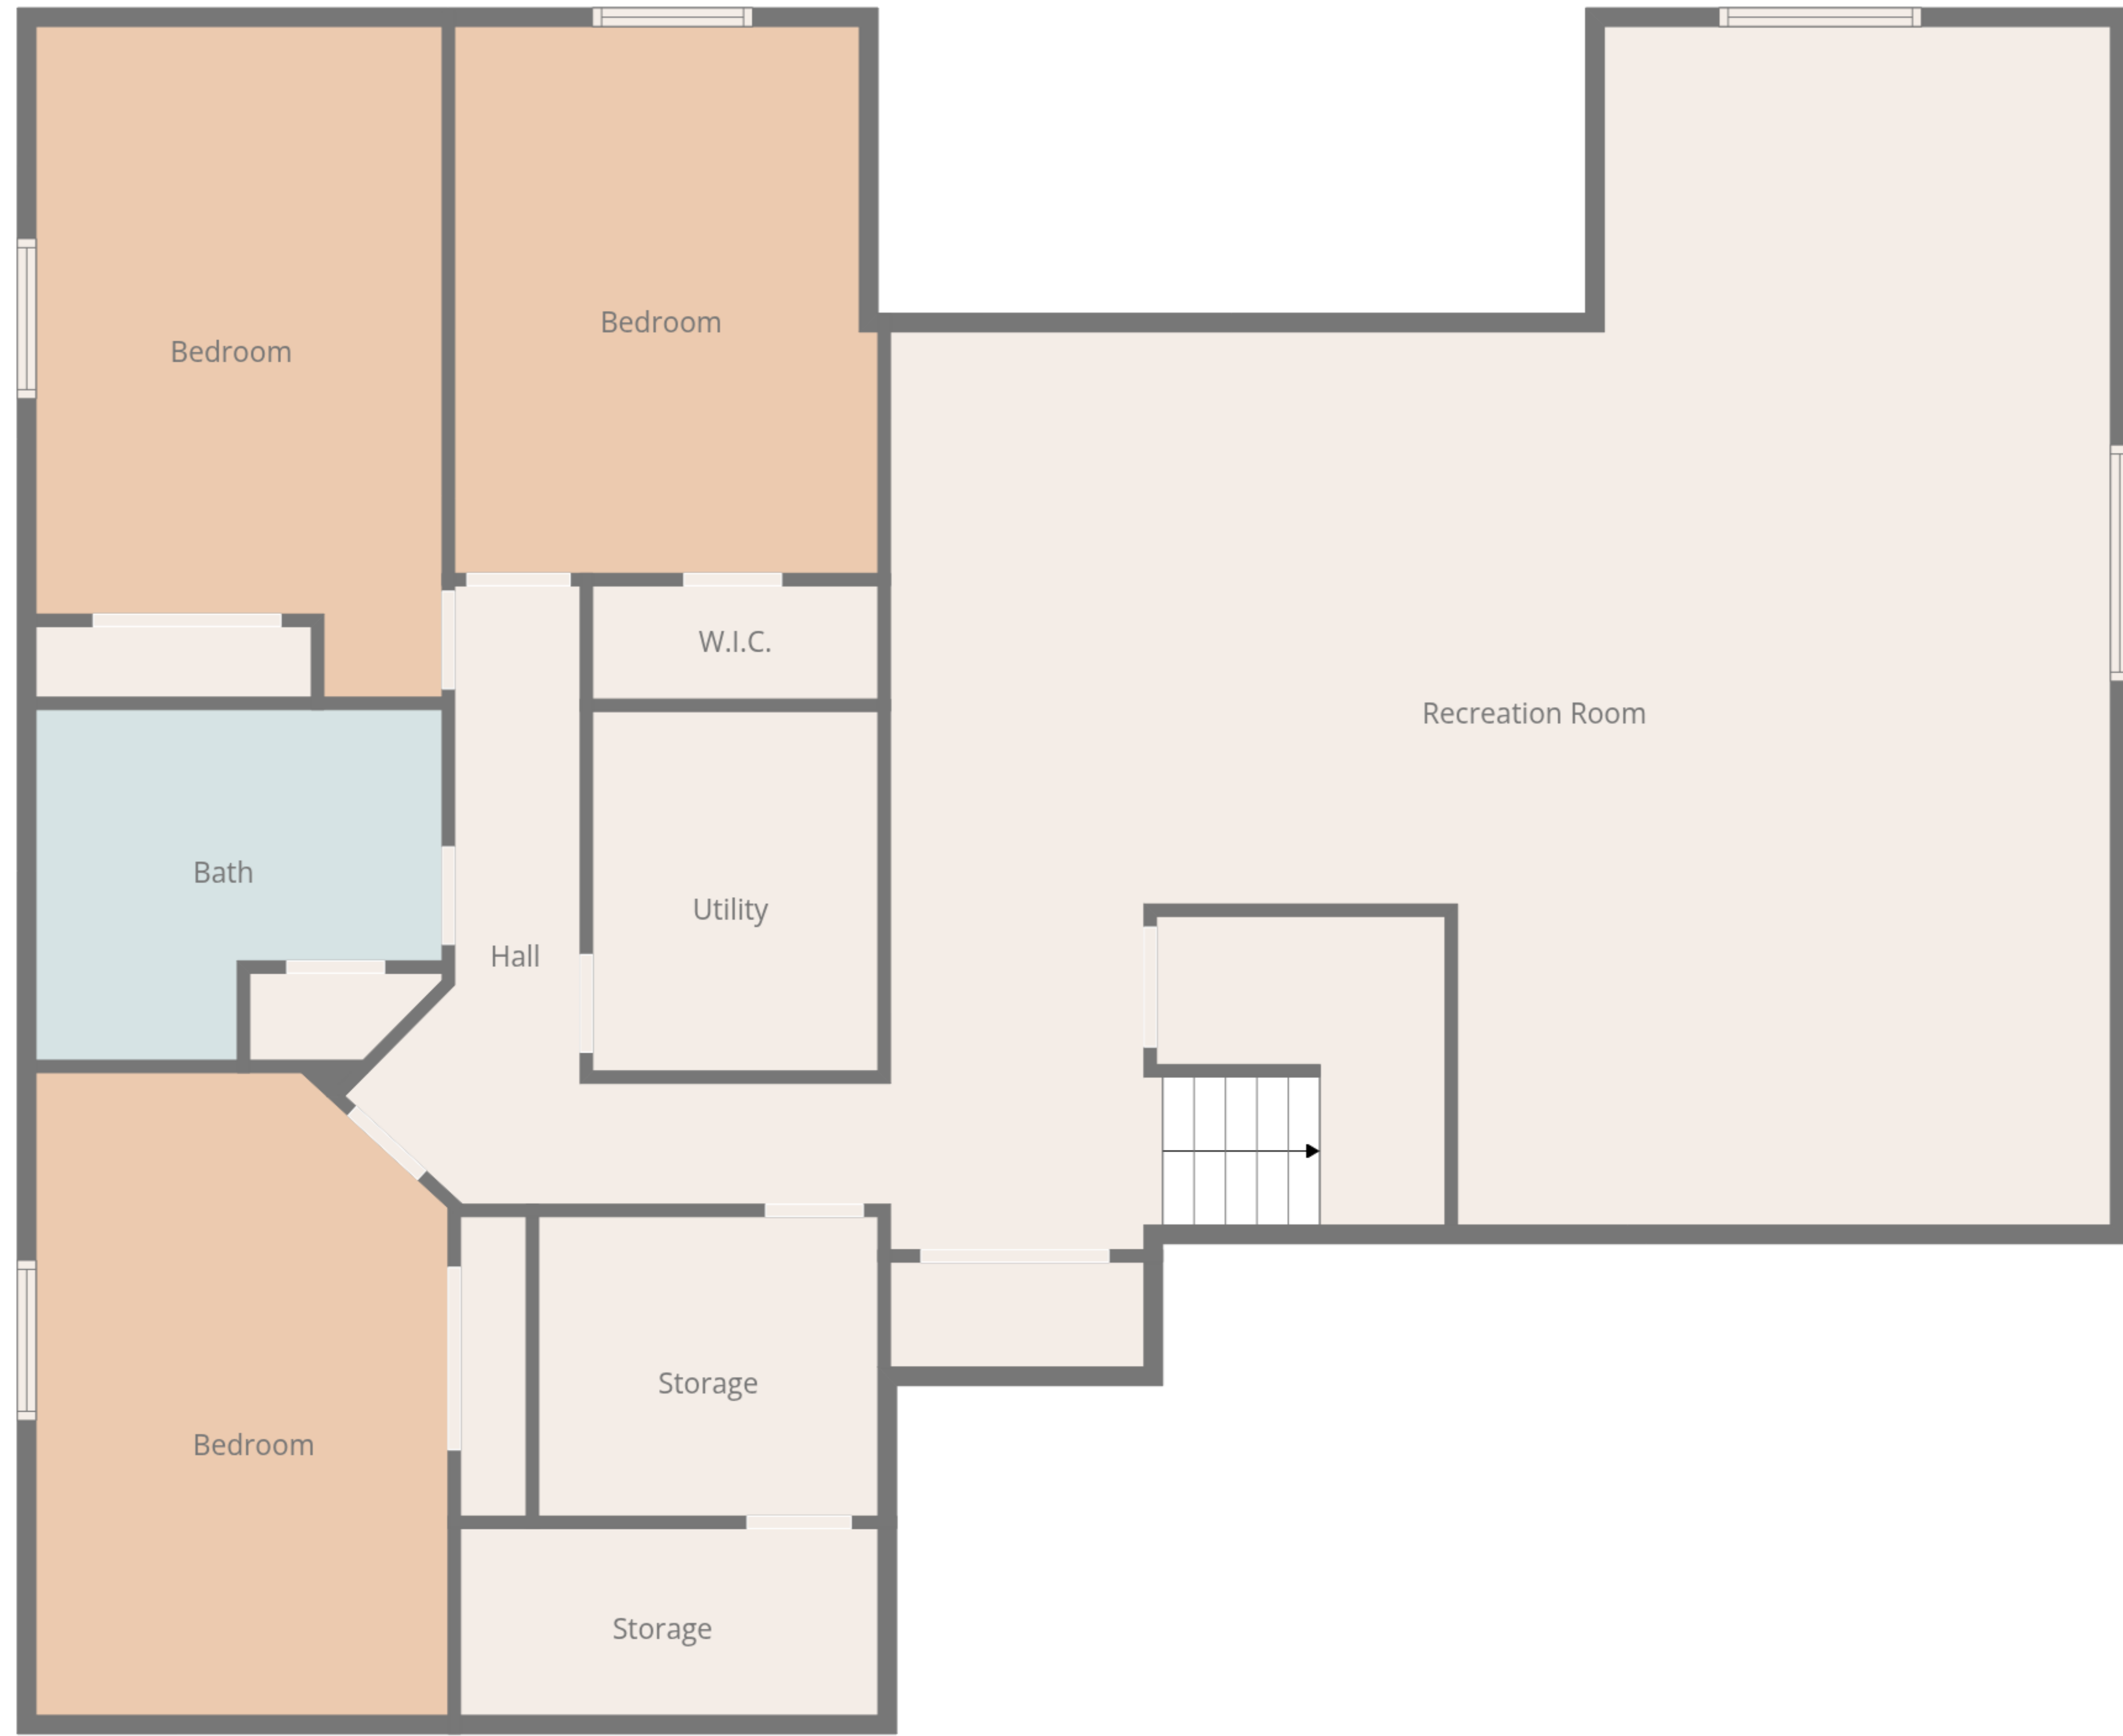 Bedroom
Bedroom
W.I.C.
Recreation Room
Bath
Utility
Hall
Storage
Bedroom
Storage